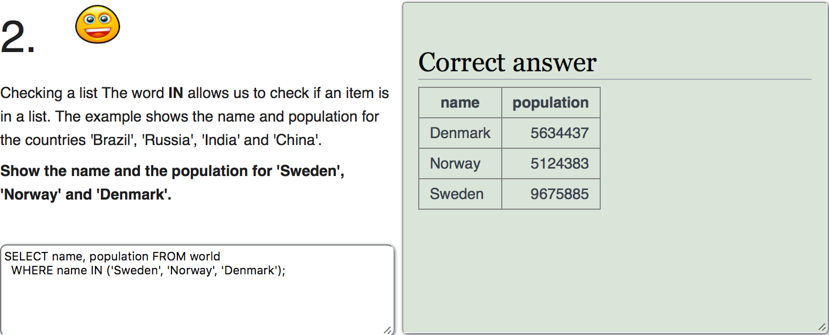 2.
Checking a list The word IN allows us to check if an item is
in a list. The example shows the name and population for
the countries 'Brazil', 'Russia', 'India' and 'China'.
Show the name and the population for 'Sweden',
'Norway' and 'Denmark'.
SELECT name, population FROM world
WHERE name IN ('Sweden', 'Norway', 'Denmark');
Correct answer
name population
Denmark 5634437
Norway 5124383
Sweden 9675885